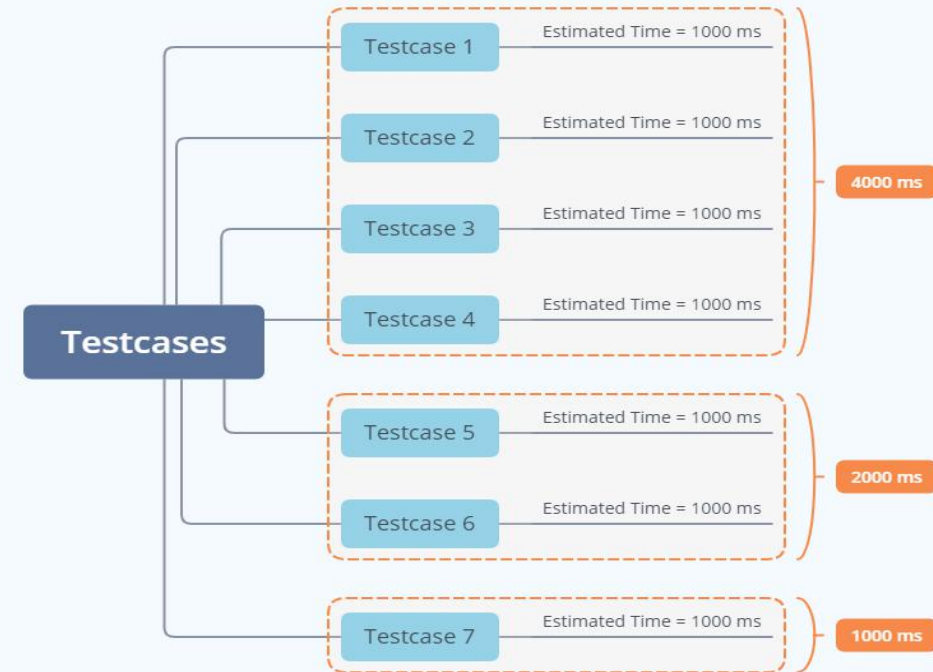 Testcase 1
Estimated Time = 1000 ms
Testcase 2
Estimated Time = 1000 ms
4000 ms
Testcase 3
Estimated Time = 1000 ms
Testcase 4
Estimated Time = 1000 ms
Testcases
Testcase 5
Estimated Time = 1000 ms
2000 ms
Testcase 6
Estimated Time = 1000 ms
Testcase 7
Estimated Time = 1000 ms
1000 ms